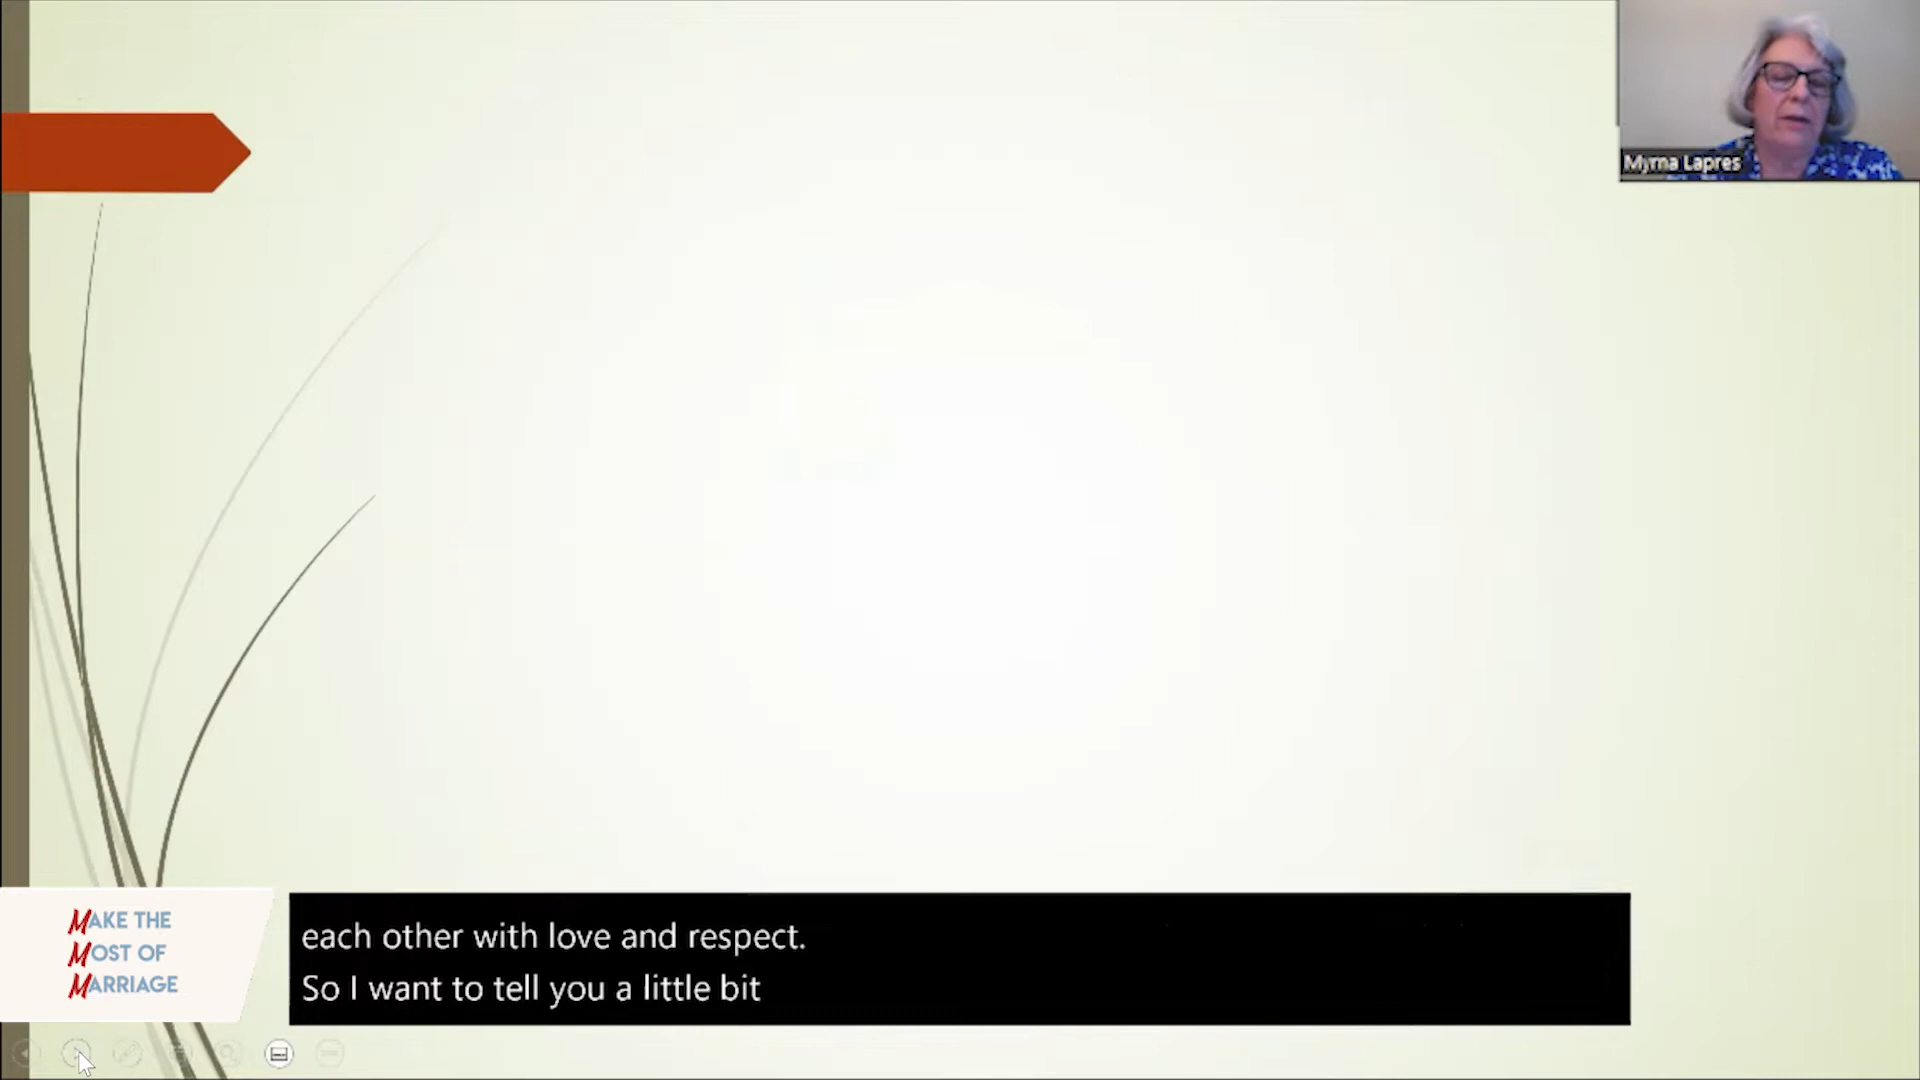 Myrna Lapres
MAKE THE
MOST OF
MARRIAGE
each other with love and respect.
So I want to tell you a little bit